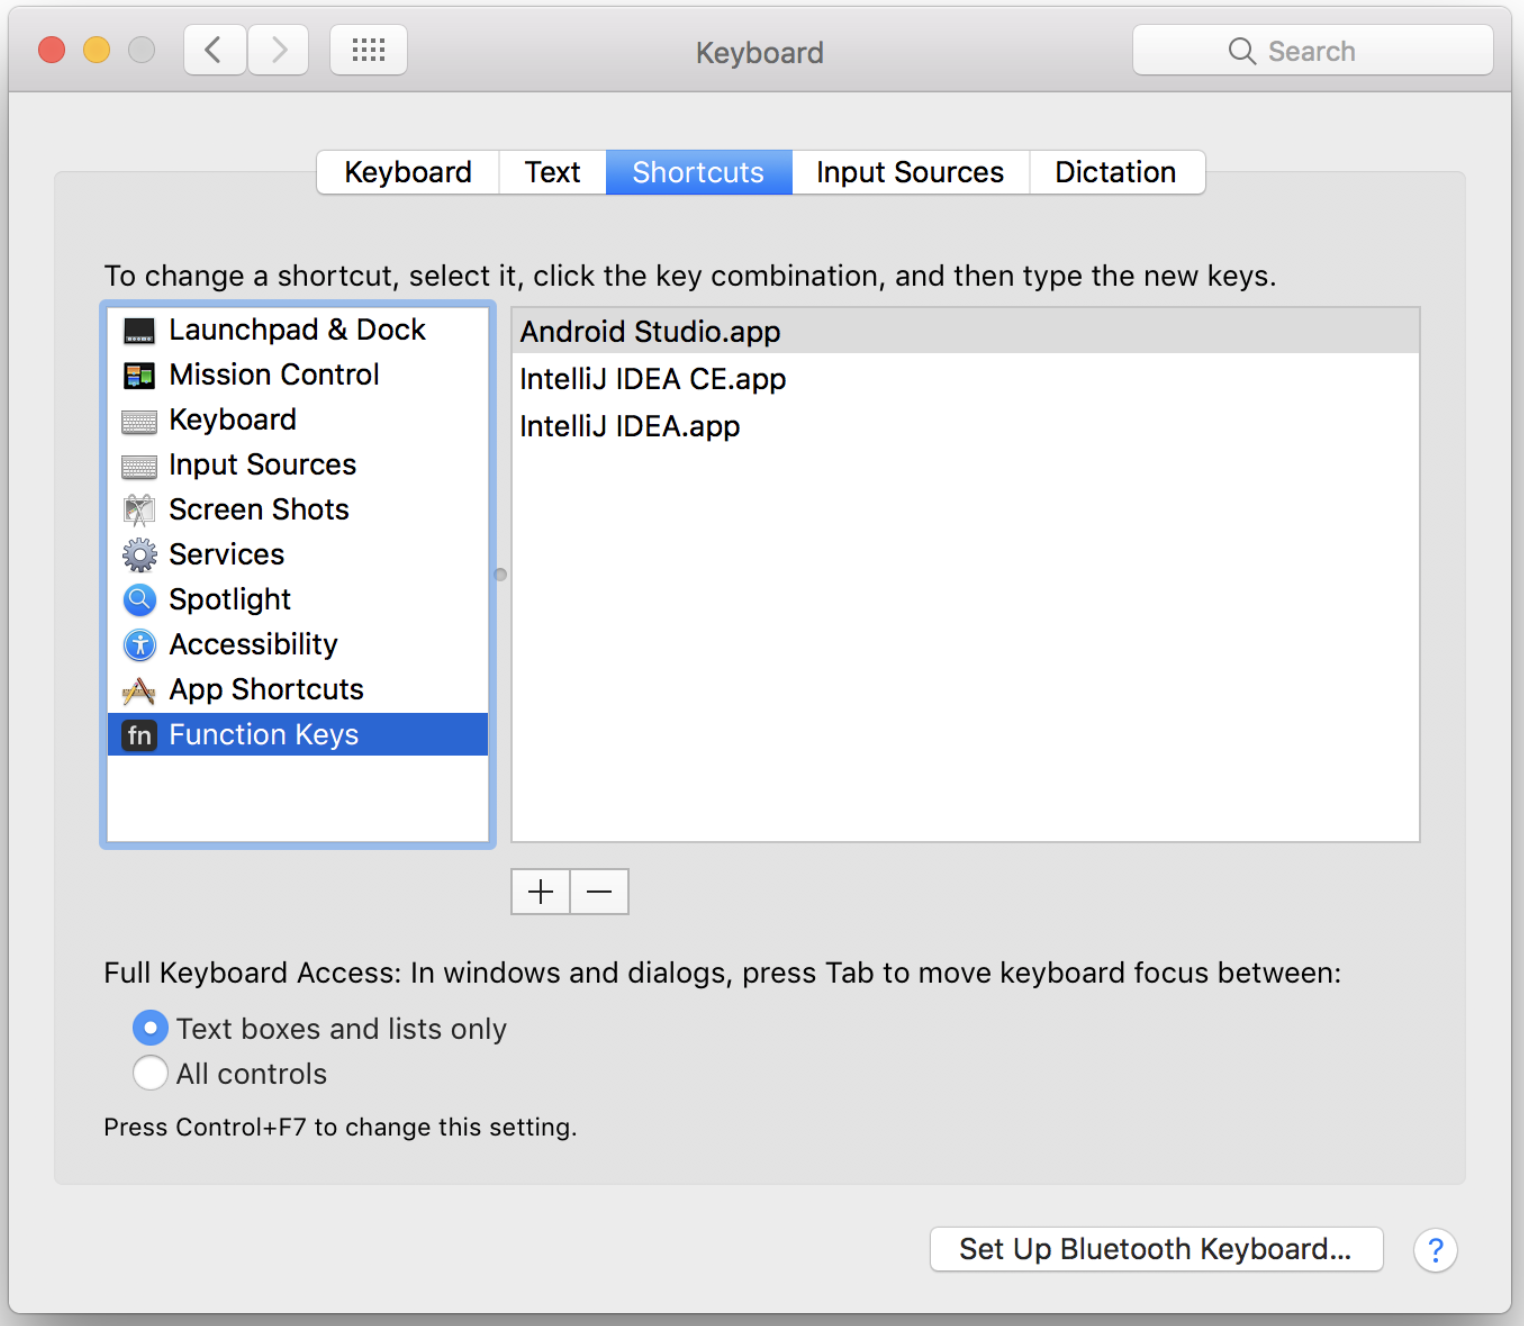 Keyboard
Search
Keyboard
Text
Shortcuts
Input Sources
Dictation
To change a shortcut, select it, click the key combination, and then type the new keys.
Launchpad & Dock
Mission Control
Keyboard
Input Sources
Screen Shots
Services
Spotlight
Accessibility
App Shortcuts
fn Function Keys
Android Studio.app
IntelliJ IDEA CE.app
IntelliJ IDEA.app
Full Keyboard Access: In windows and dialogs, press Tab to move keyboard focus between:
Text boxes and lists only
All controls
Press Control+F7 to change this setting.
Set Up Bluetooth Keyboard...
?